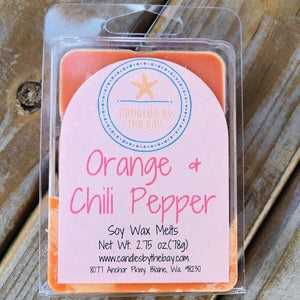 CANDLES BY
THE BAY
Orange &
Chili Pepper
Soy Wax Melts
Net Wt. 2.75 oz.(78g)
www.candlesbythebay.com
8077 Anchor Pkwy. Blaine, Wa. 98230